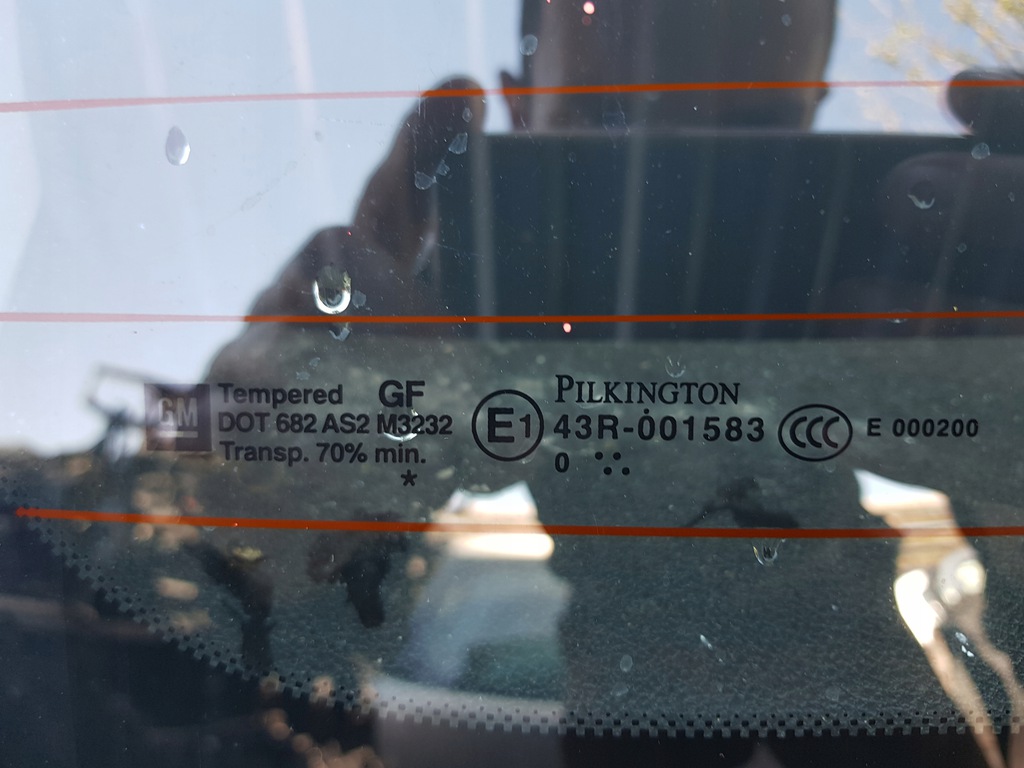 GM
Tempered GF
DOT 682 AS2 M3232
Transp. 70% min.
*
E1
PILKINGTON
43R-001583
0
CCC
E 000200